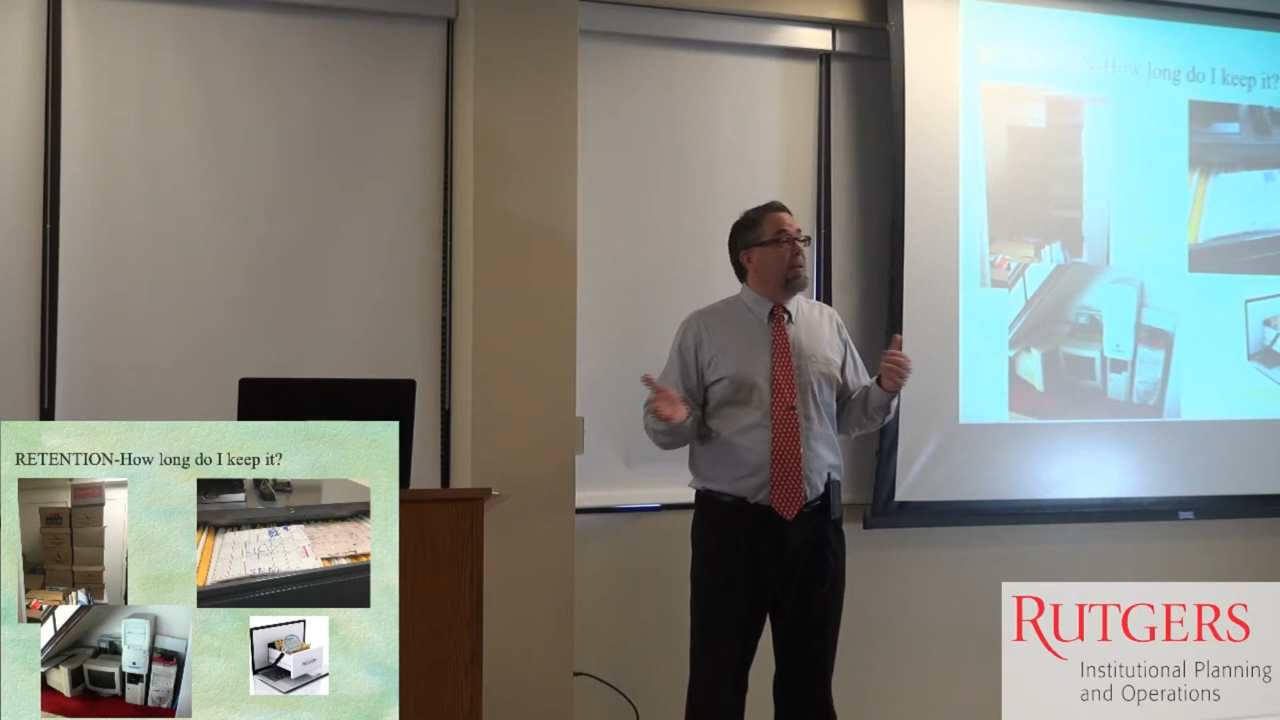 -How long do I keep it?
RETENTION-How long do I keep it?
RUTGERS
Institutional Planning
and Operations